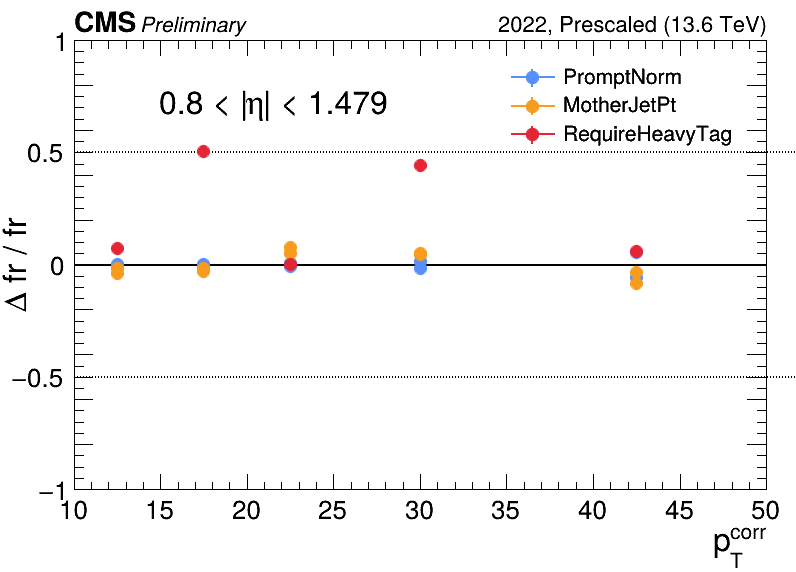 CMS Preliminary
2022, Prescaled (13.6 TeV)
0.8 < |η| < 1.479
PromptNorm
MotherJetPt
RequireHeavyTag
Δ fr / fr
1
0.5
0
−0.5
−1
10 15 20 25 30 35 40 45 50
p_T^corr